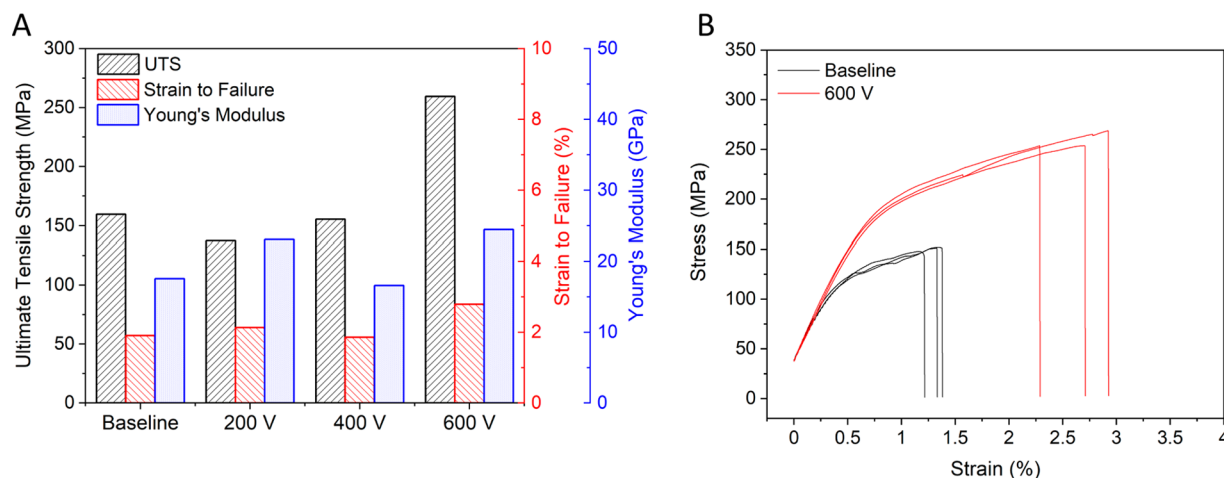 A
300
250
200
150
100
50
0
Ultimate Tensile Strength (MPa)
UTS
Strain to Failure
Young's Modulus
Baseline
200 V
400 V
600 V
10
8
6
4
2
0
Strain to Failure (%)
50
40
30
20
10
0
Young's Modulus (GPa)
B
350
300
250
200
150
100
50
0
Stress (MPa)
Baseline
600 V
0
0.5
1
1.5
2
2.5
3
3.5
4
Strain (%)